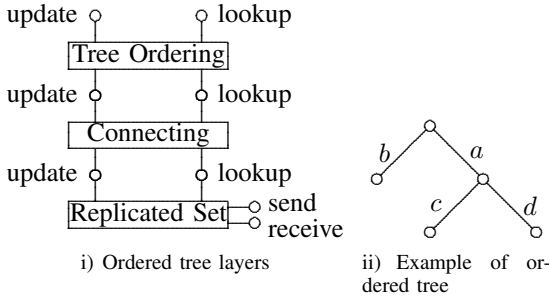 update lookup
Tree Ordering
update lookup
Connecting
update lookup
Replicated Set
send
receive
i) Ordered tree layers
b a
c d
ii) Example of or-
dered tree